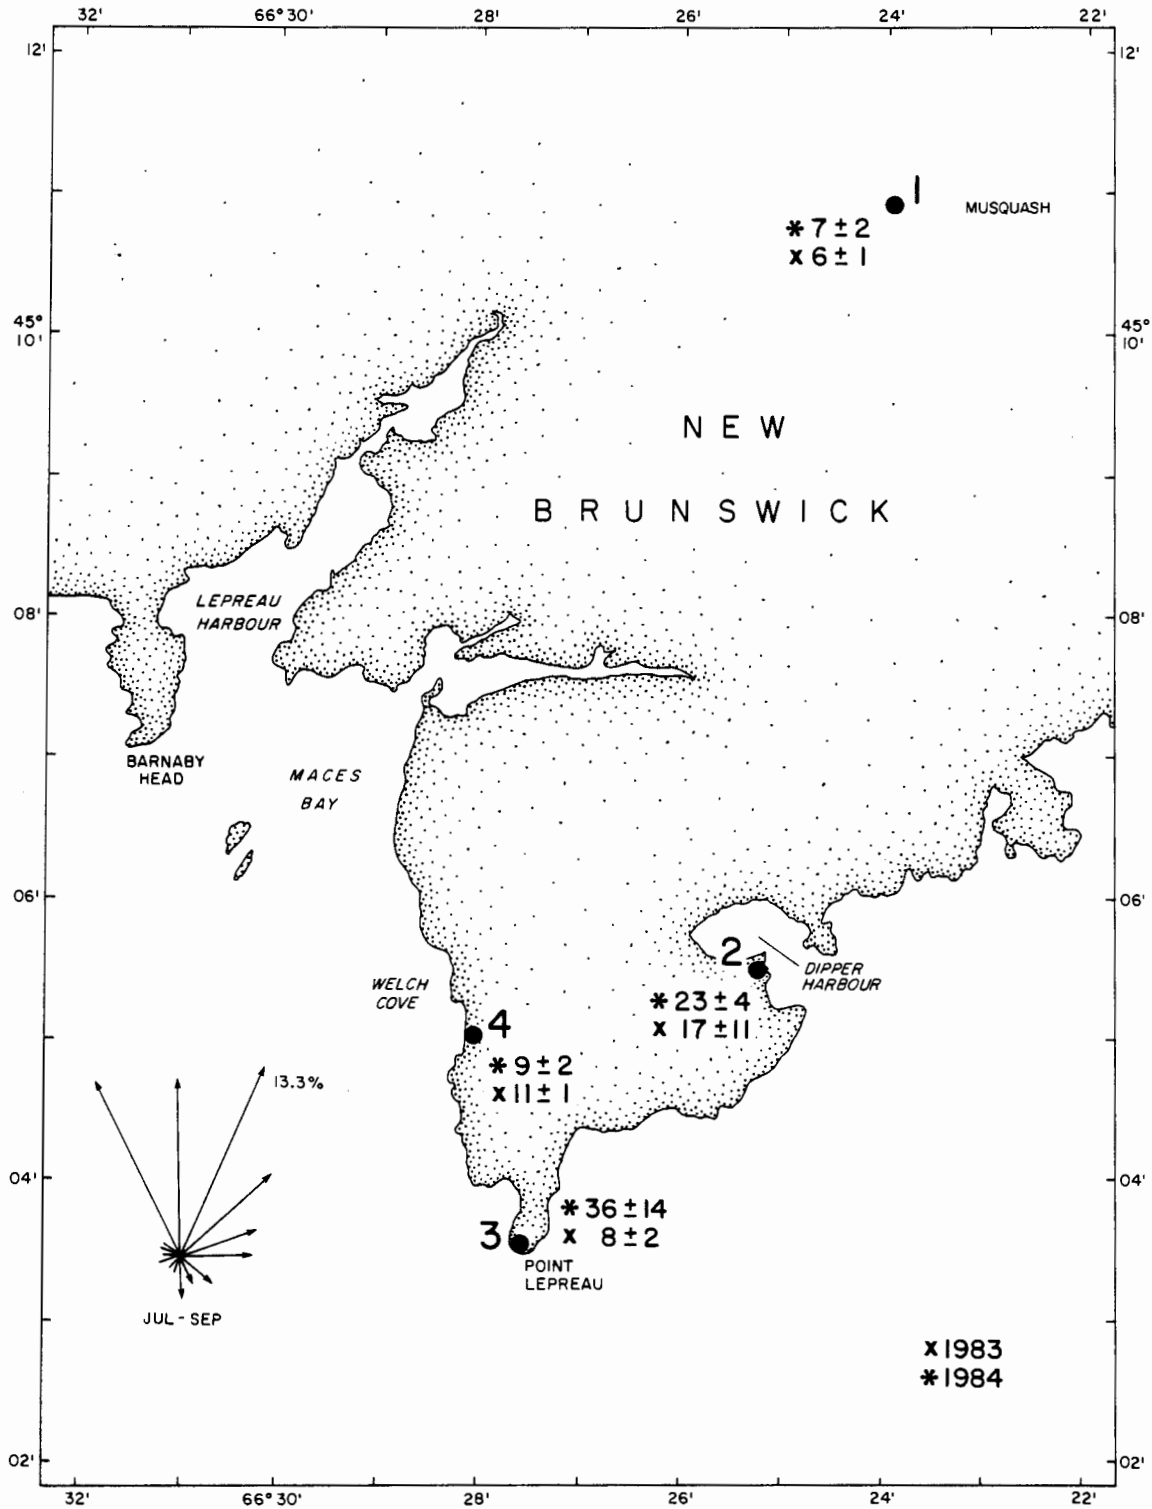 32' 66°30' 28' 26' 24' 22'
12' 12'
1
MUSQUASH
* 7 ± 2
x 6 ± 1
45° 45°
10' 10'
NEW
BRUNSWICK
LEPREAU
HARBOUR
08' 08'
BARNABY
HEAD
MACES
BAY
06' 06'
2
DIPPER
HARBOUR
WELCH
COVE
* 23 ± 4
x 17 ± 11
4
* 9 ± 2
x 11 ± 1
13.3%
04' 04'
* 36 ± 14
x 8 ± 2
3
POINT
LEPREAU
JUL - SEP
x 1983
* 1984
02' 02'
32' 66°30' 28' 26' 24' 22'